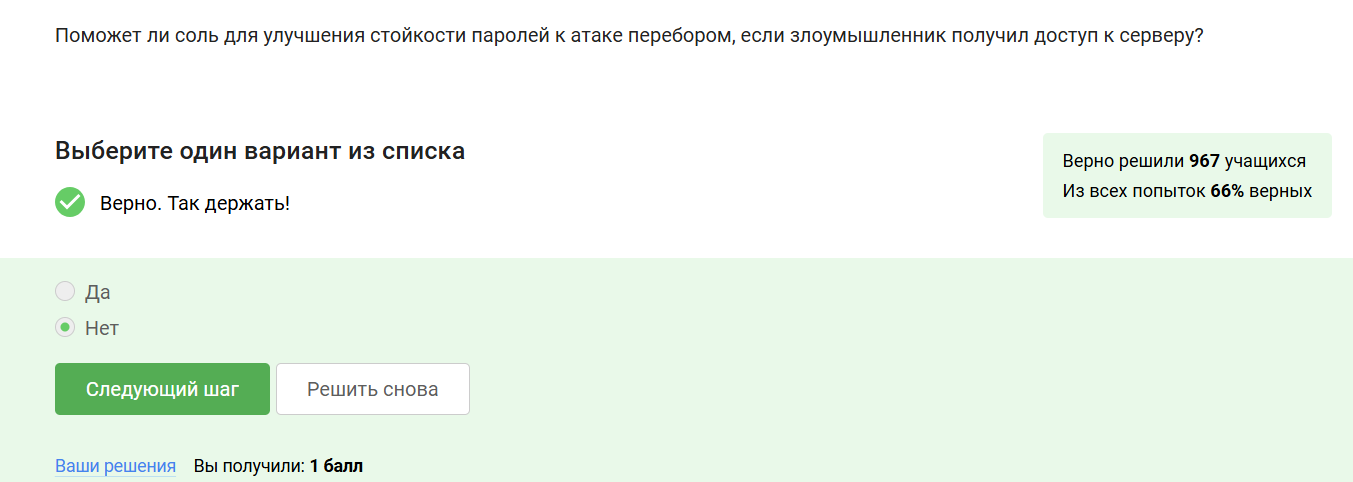 Поможет ли соль для улучшения стойкости паролей к атаке перебором, если злоумышленник получил доступ к серверу?
Выберите один вариант из списка
Верно. Так держать!
Верно решили 967 учащихся
Из всех попыток 66% верных
Да
Нет
Следующий шаг
Решить снова
Ваши решения Вы получили: 1 балл